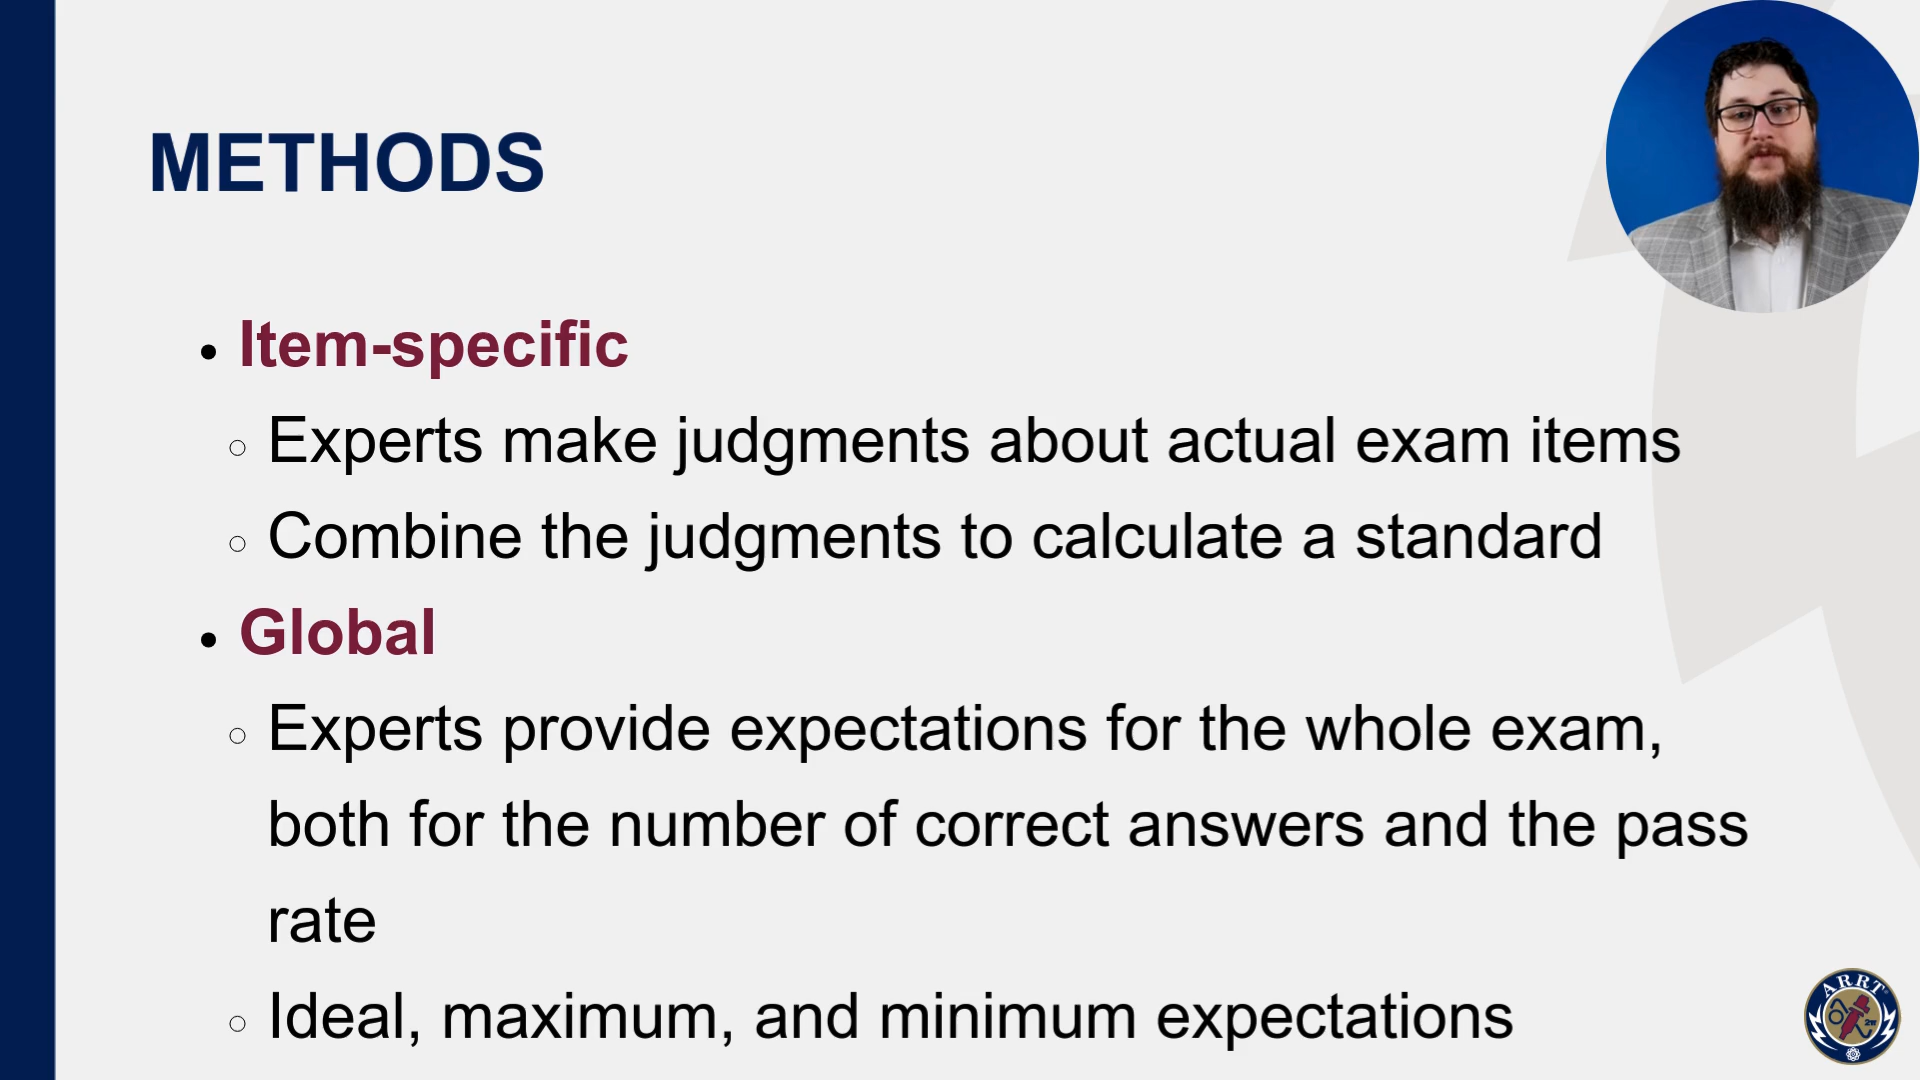 METHODS
Item-specific
Experts make judgments about actual exam items
Combine the judgments to calculate a standard
Global
Experts provide expectations for the whole exam,
both for the number of correct answers and the pass
rate
Ideal, maximum, and minimum expectations
ARRT